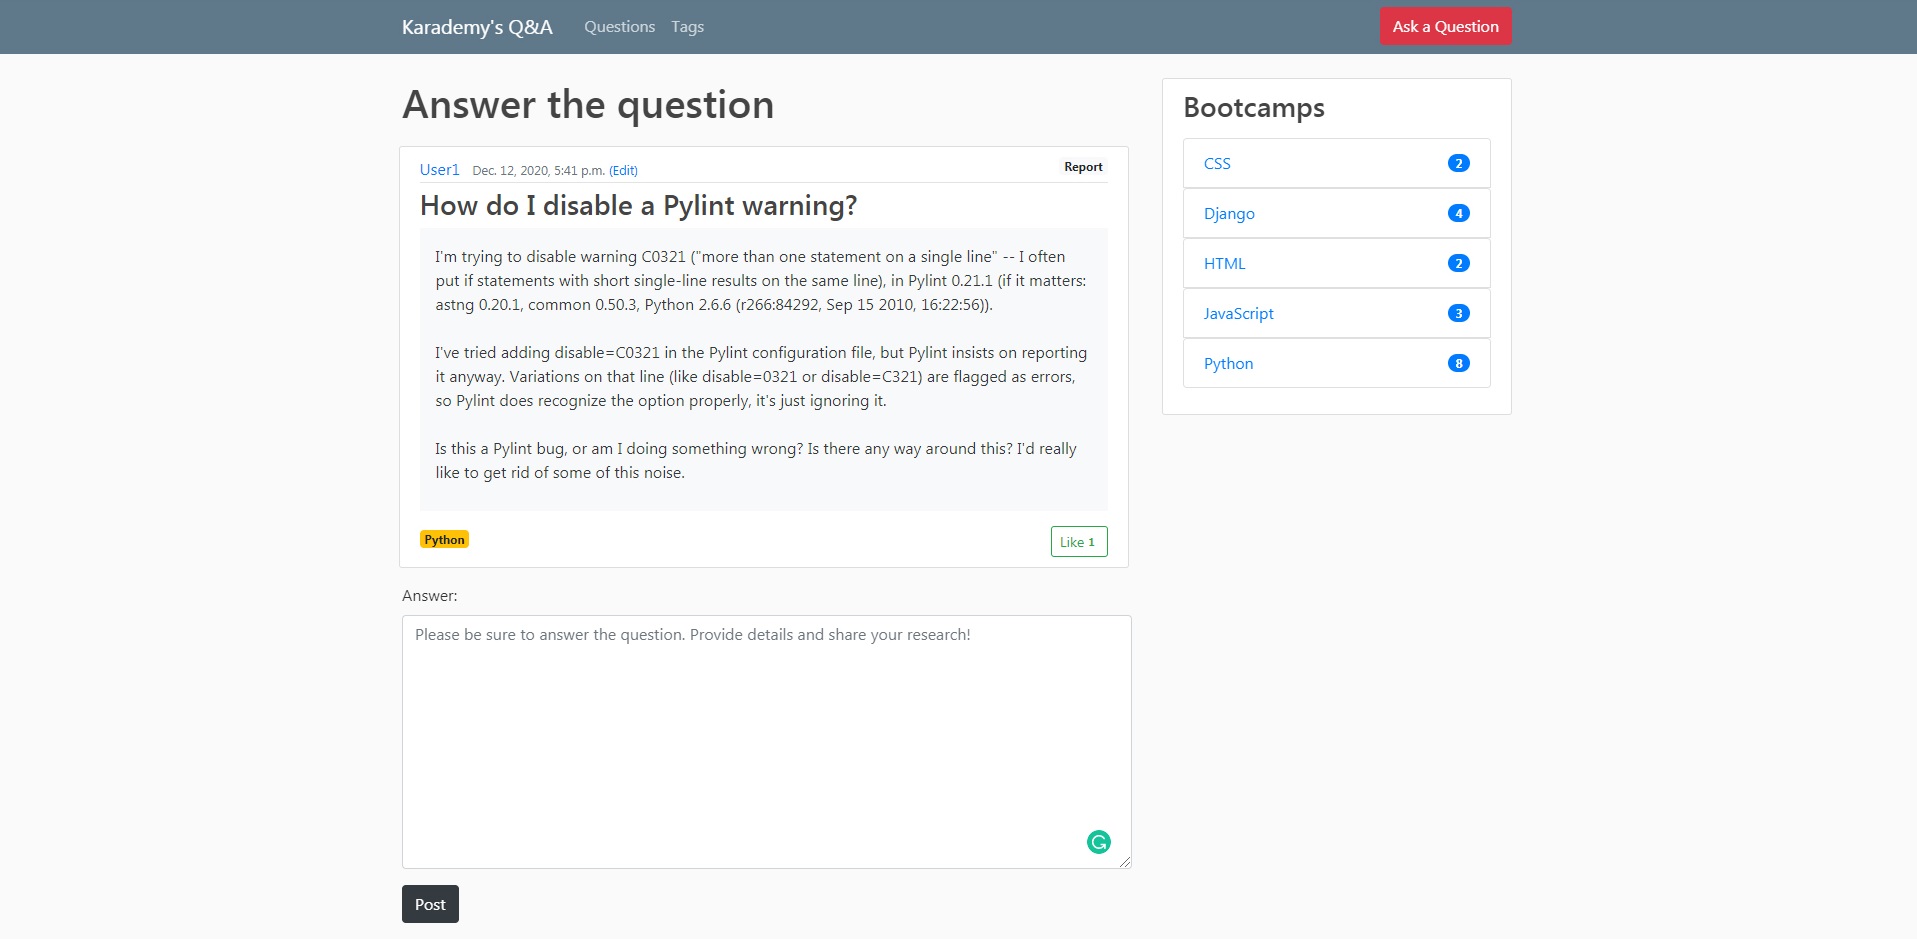 Karademy's Q&A Questions Tags Ask a Question
Answer the question
User1 Dec. 12, 2020, 5:41 p.m. (Edit) Report
How do I disable a Pylint warning?
I'm trying to disable warning C0321 ("more than one statement on a single line" -- I often
put if statements with short single-line results on the same line), in Pylint 0.21.1 (if it matters:
astng 0.20.1, common 0.50.3, Python 2.6.6 (r266:84292, Sep 15 2010, 16:22:56)).
I've tried adding disable=C0321 in the Pylint configuration file, but Pylint insists on reporting
it anyway. Variations on that line (like disable=0321 or disable=C321) are flagged as errors,
so Pylint does recognize the option properly, it's just ignoring it.
Is this a Pylint bug, or am I doing something wrong? Is there any way around this? I'd really
like to get rid of some of this noise.
Python
Like 1
Answer:
Please be sure to answer the question. Provide details and share your research!
Post
Bootcamps
CSS 2
Django 4
HTML 2
JavaScript 3
Python 8